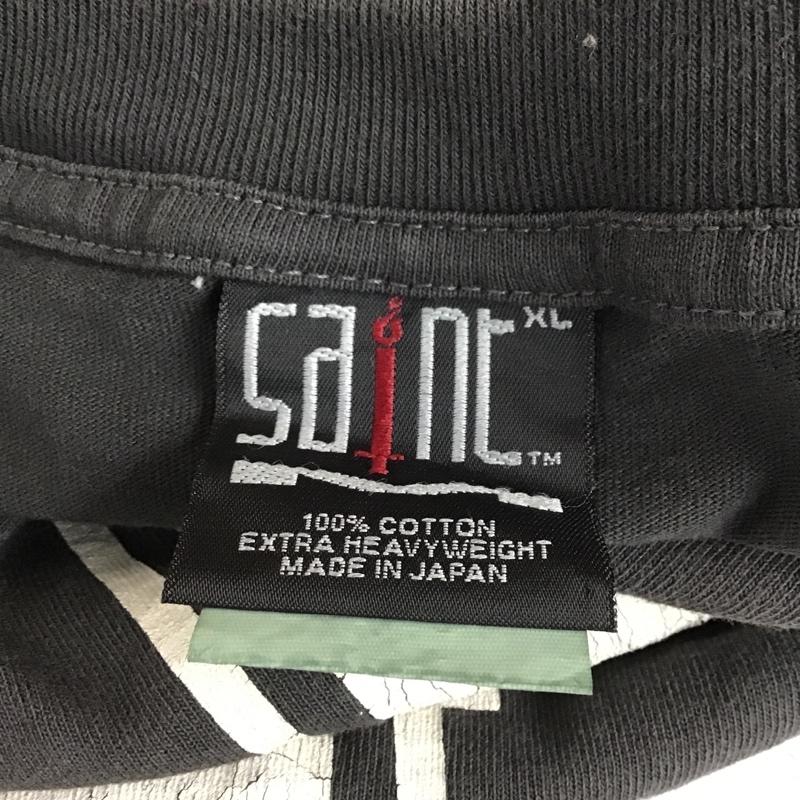 saint XL
TM
100% COTTON
EXTRA HEAVYWEIGHT
MADE IN JAPAN